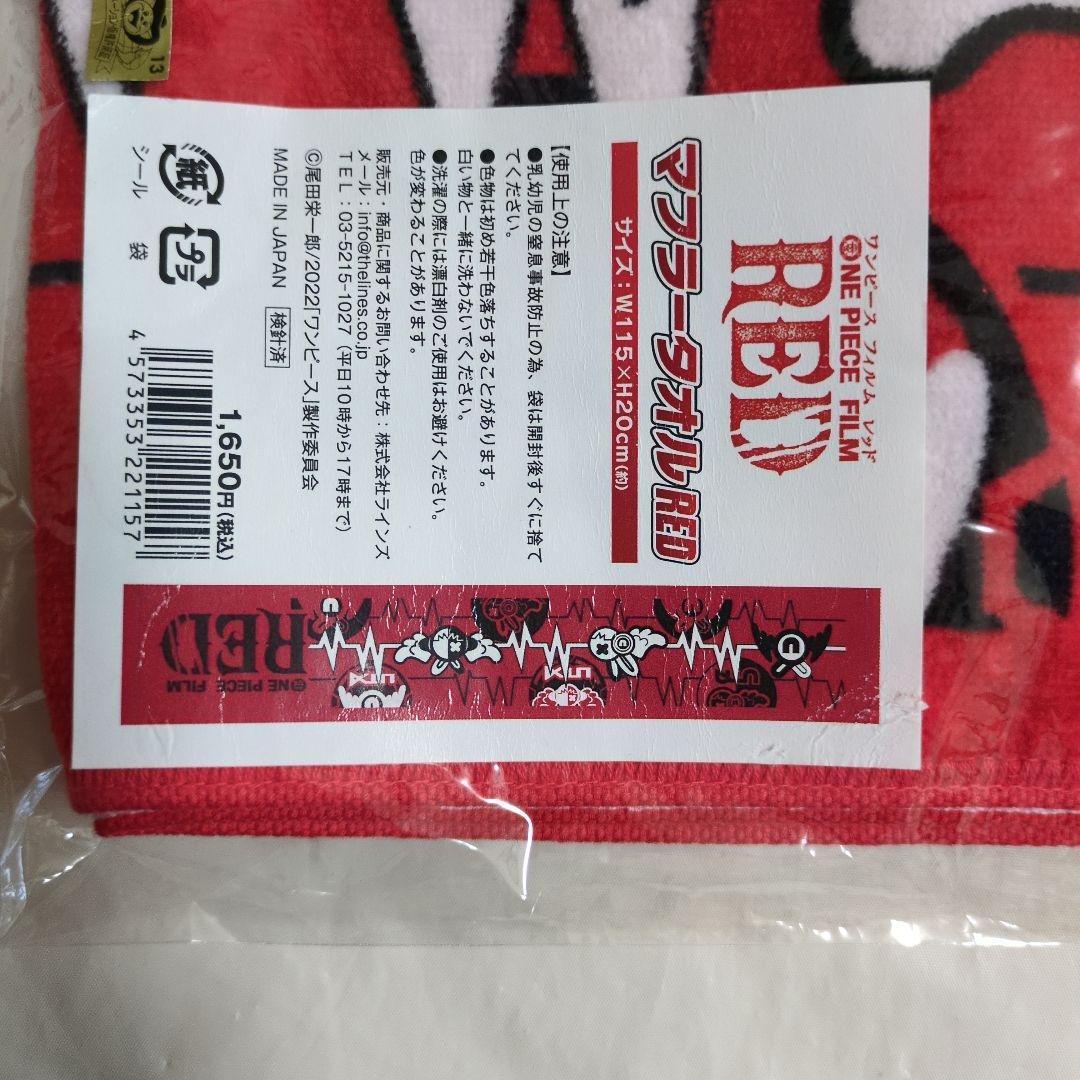 ワンピース フィルム レッド
ONE PIECE FILM
RED
マフラータオルRED
サイズ：W115×H20cm(約)
【使用上の注意】
●乳幼児の窒息事故防止の為、袋は開封後すぐに捨て
てください。
●色物は初め若干色落ちすることがあります。
白い物と一緒に洗わないでください。
●洗濯の際には漂白剤のご使用はお避けください。
色が変わることがあります。
販売元・商品に関するお問い合わせ先：株式会社ラインズ
メール：info@thelines.co.jp
TEL：03-5215-1027（平日10時から17時まで）
©尾田栄一郎/2022「ワンピース」製作委員会
MADE IN JAPAN 検針済
紙
シール
プラ
袋
1,650円(税込)
4 573353 221157
RED
ONE PIECE FILM
13